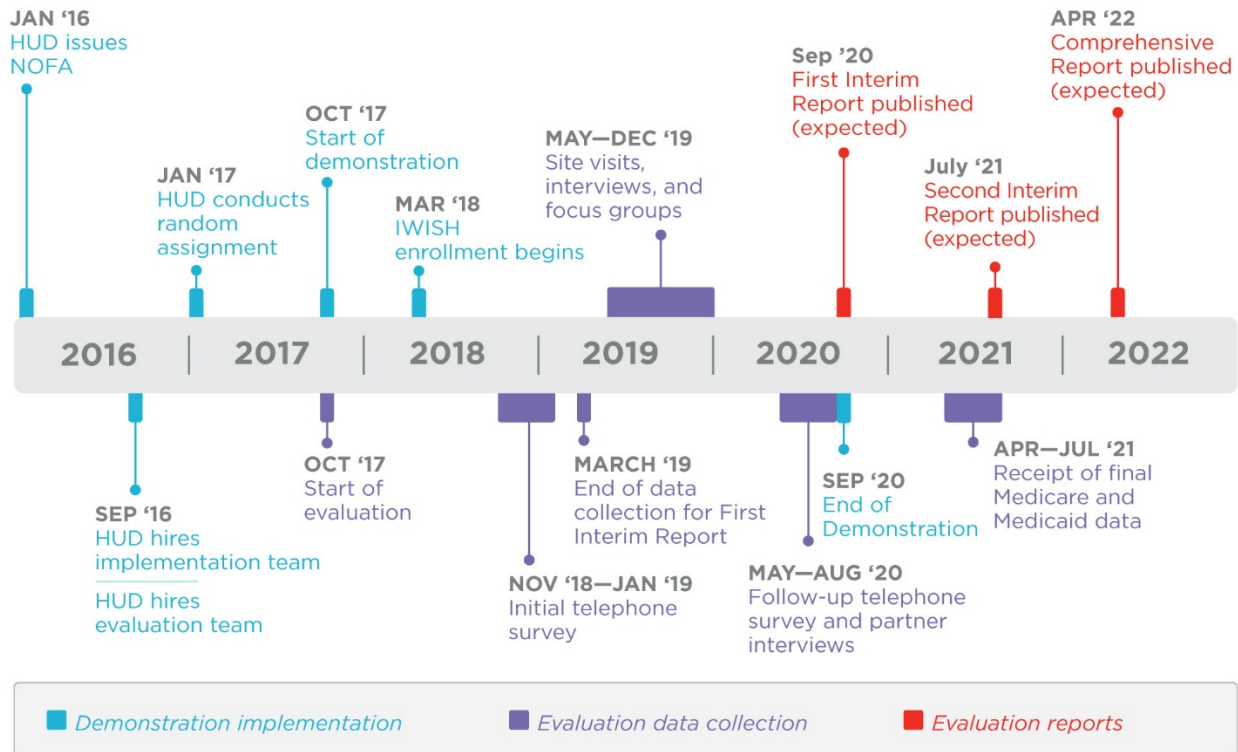 JAN ‘16
HUD issues
NOFA
JAN ‘17
HUD conducts
random
assignment
OCT ‘17
Start of
demonstration
MAR ‘18
IWISH
enrollment begins
MAY—DEC ‘19
Site visits,
interviews, and
focus groups
Sep ’20
First Interim
Report published
(expected)
July ‘21
Second Interim
Report published
(expected)
APR ‘22
Comprehensive
Report published
(expected)
2016 | 2017 | 2018 | 2019 | 2020 | 2021 | 2022
SEP ‘16
HUD hires
implementation team
HUD hires
evaluation team
OCT ‘17
Start of
evaluation
NOV ‘18—JAN ‘19
Initial telephone
survey
MARCH ‘19
End of data
collection for First
Interim Report
MAY—AUG ‘20
Follow-up telephone
survey and partner
interviews
SEP ‘20
End of
Demonstration
APR—JUL ‘21
Receipt of final
Medicare and
Medicaid data
Demonstration implementation
Evaluation data collection
Evaluation reports